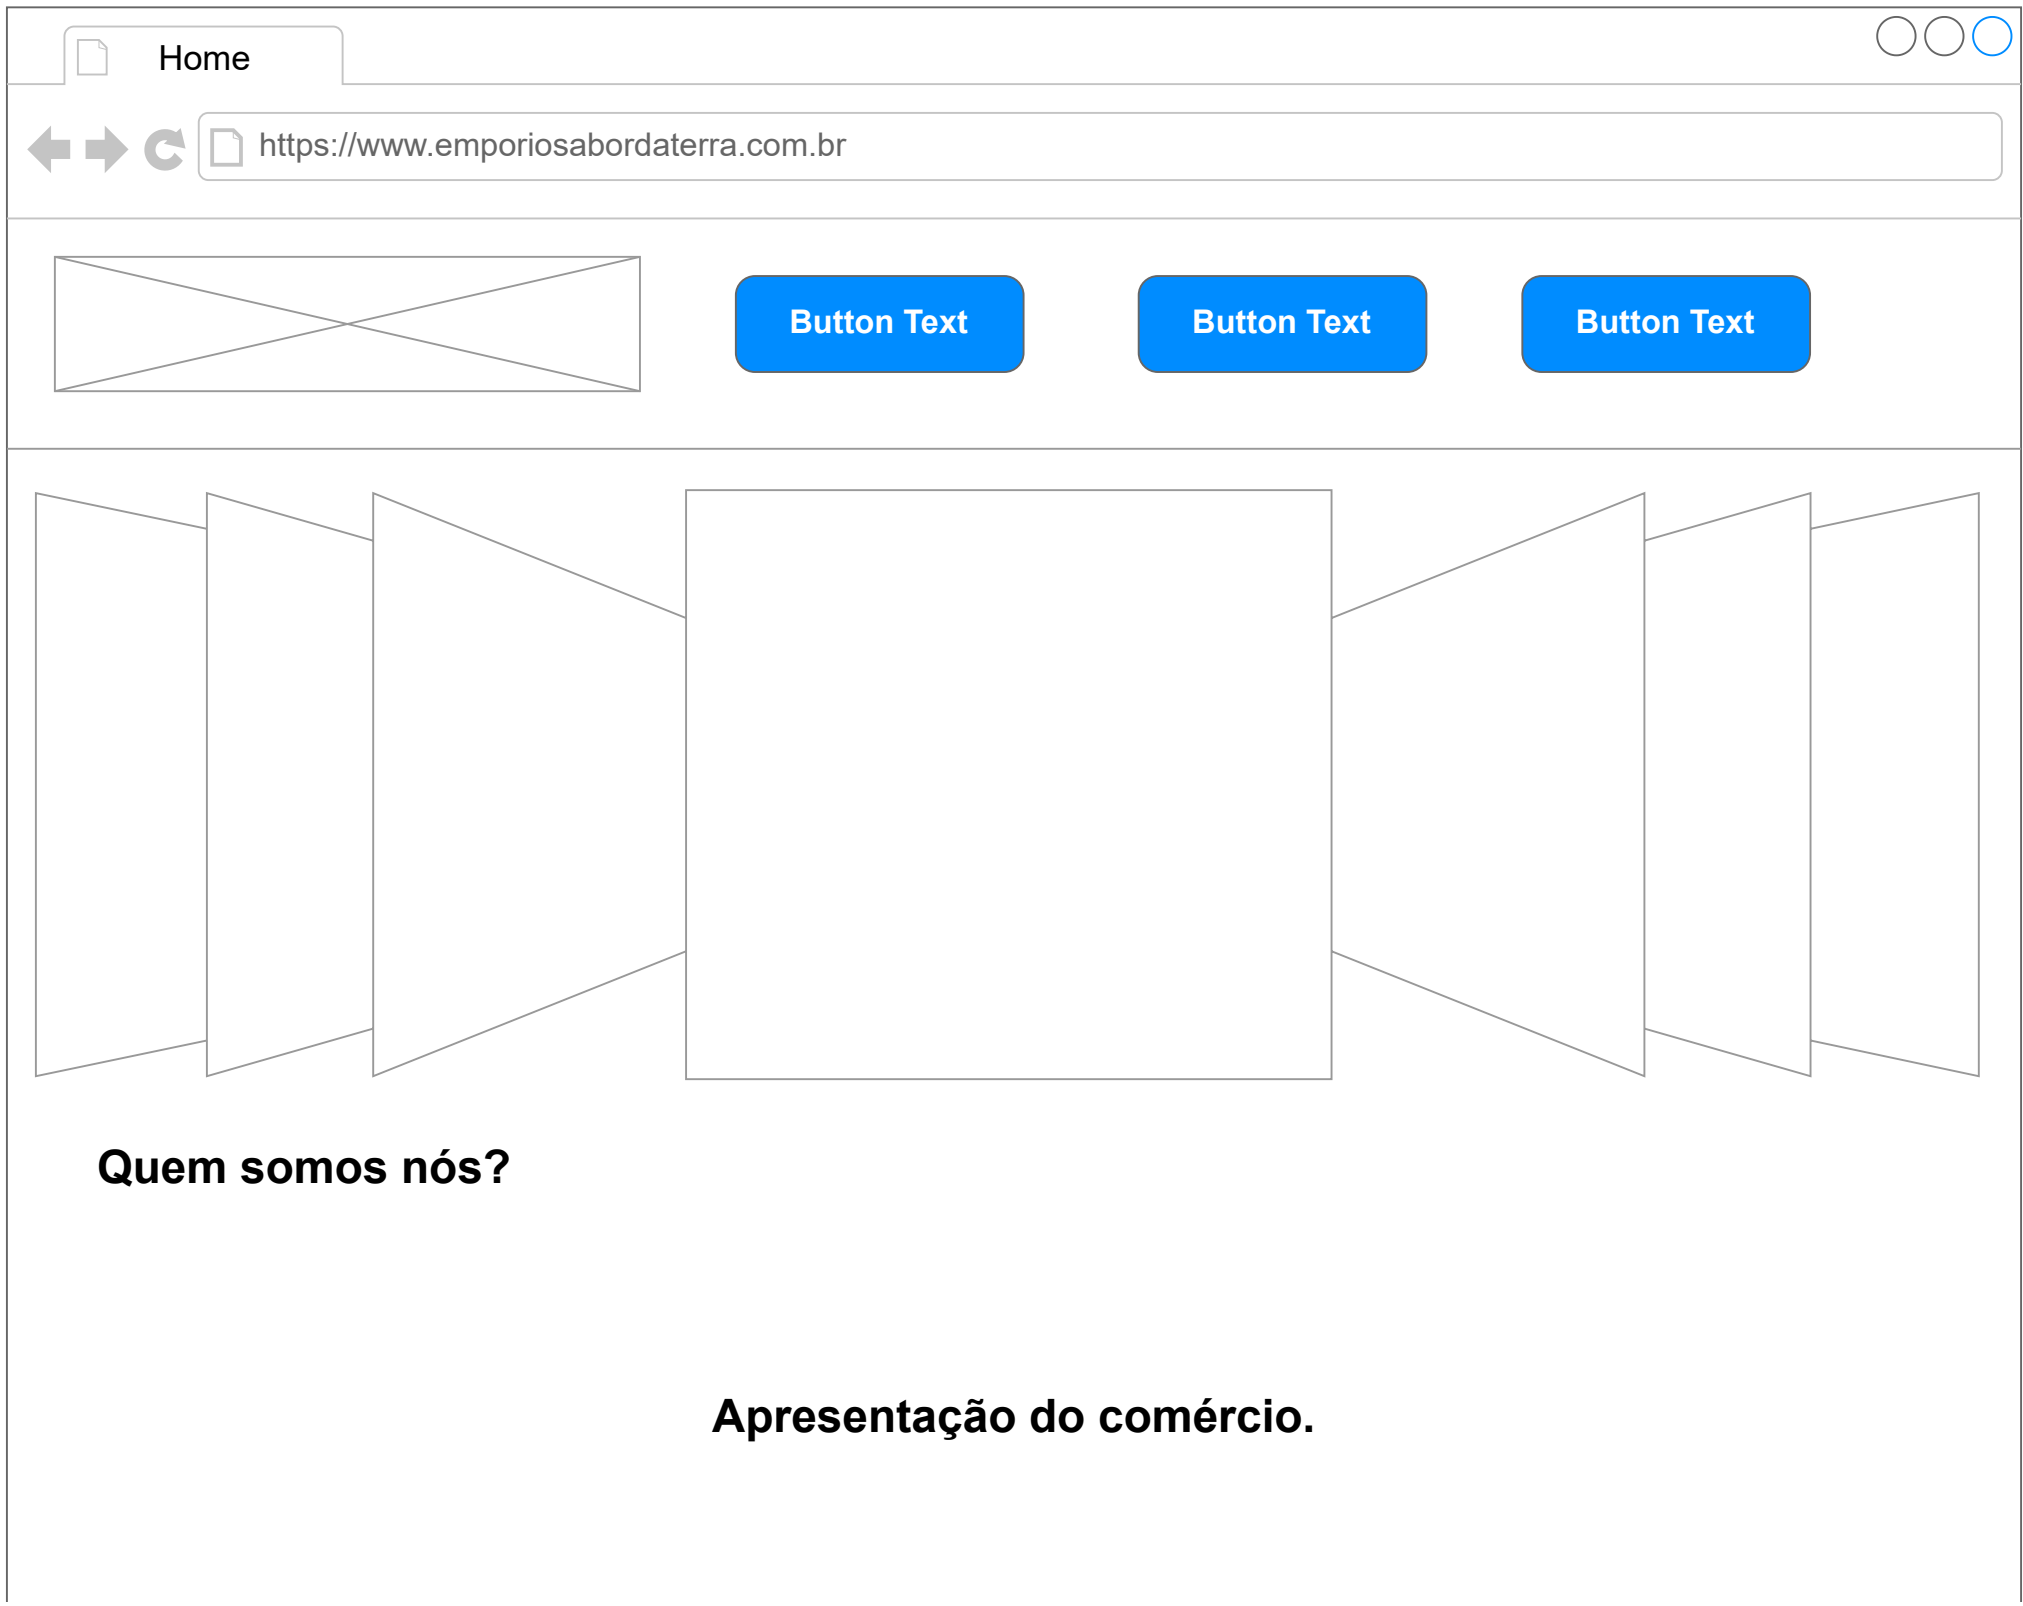 Home
https://www.emporiosabordaterra.com.br
Button Text Button Text Button Text
Quem somos nós?
Apresentação do comércio.